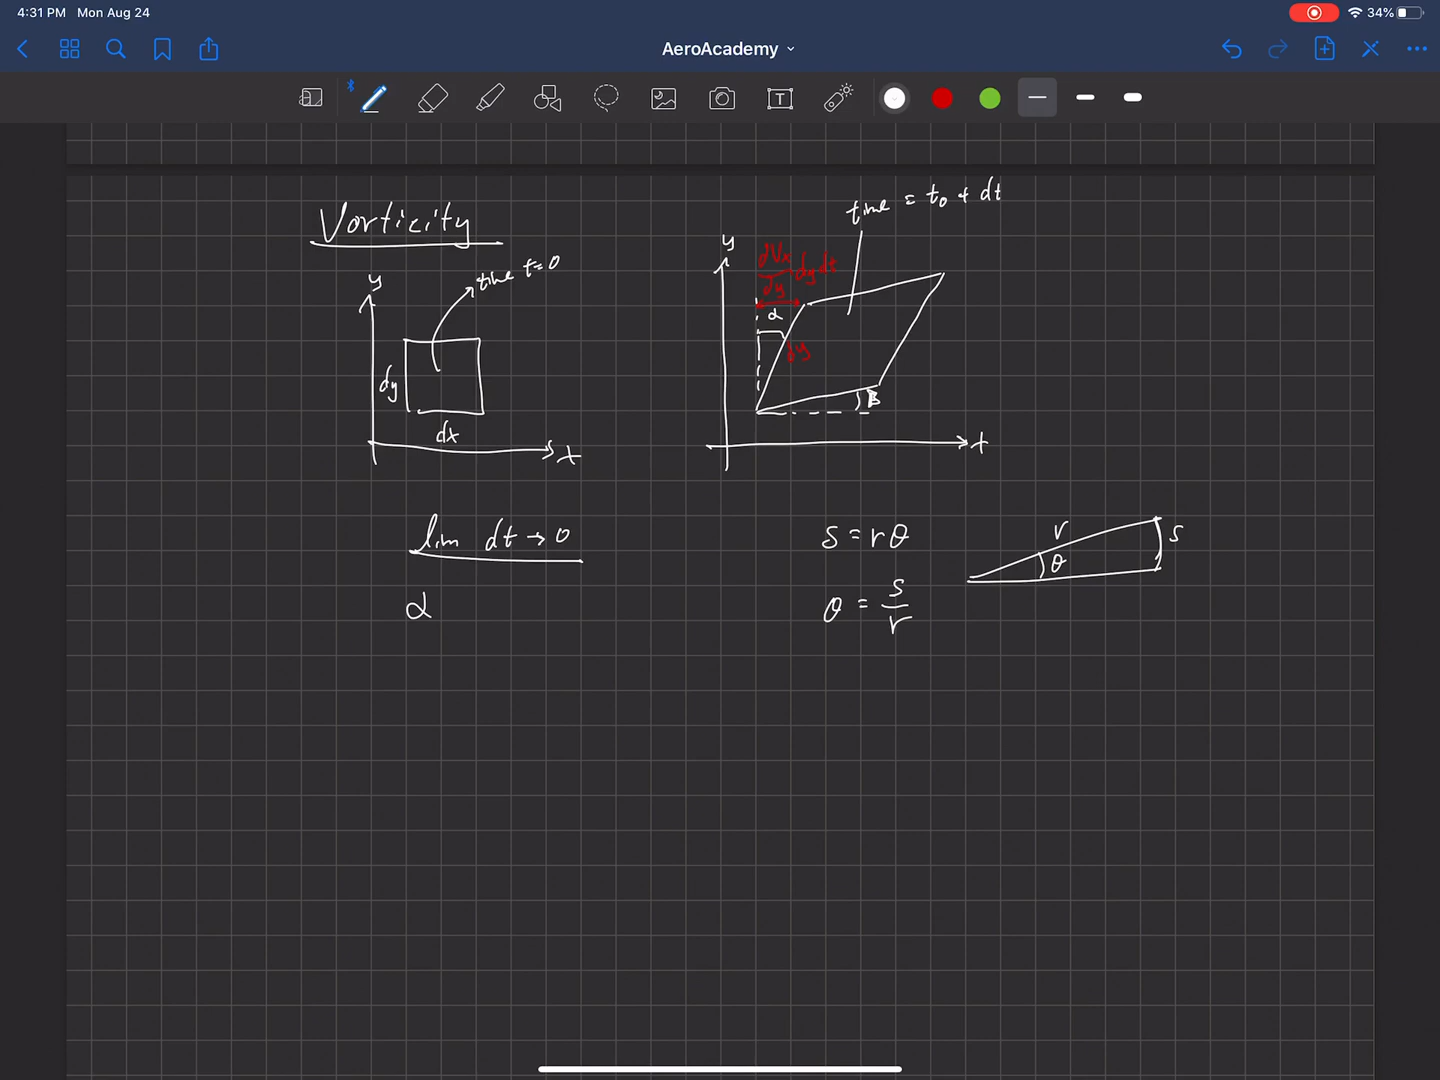 4:31 PM Mon Aug 24
34%
AeroAcademy
T
Vorticity
time = t₀ + dt
time t=0
y
y
dVx
dy
dy dt
α
dy
dy
B
dx
x
x
lim dt → 0
s = rθ
r
s
θ
α
θ = s/r